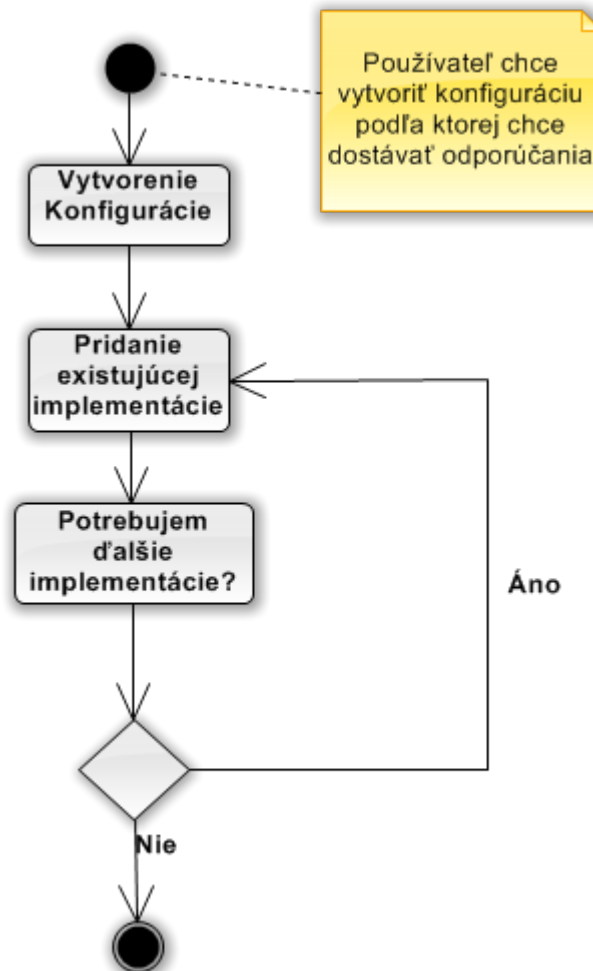 Používateľ chce
vytvoriť konfiguráciu
podľa ktorej chce
dostávať odporúčania
Vytvorenie
Konfigurácie
Pridanie
existujúcej
implementácie
Potrebujem
ďalšie
implementácie?
Áno
Nie